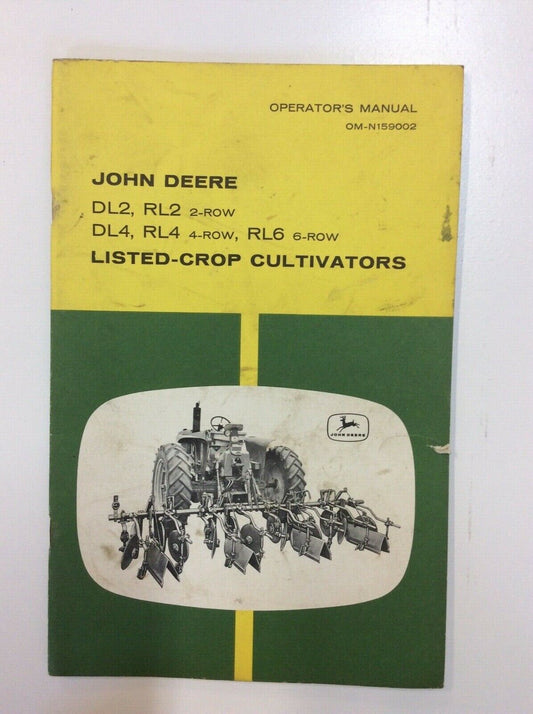 OPERATOR'S MANUAL
OM-N159002
JOHN DEERE
DL2, RL2 2-ROW
DL4, RL4 4-ROW, RL6 6-ROW
LISTED-CROP CULTIVATORS
JOHN DEERE